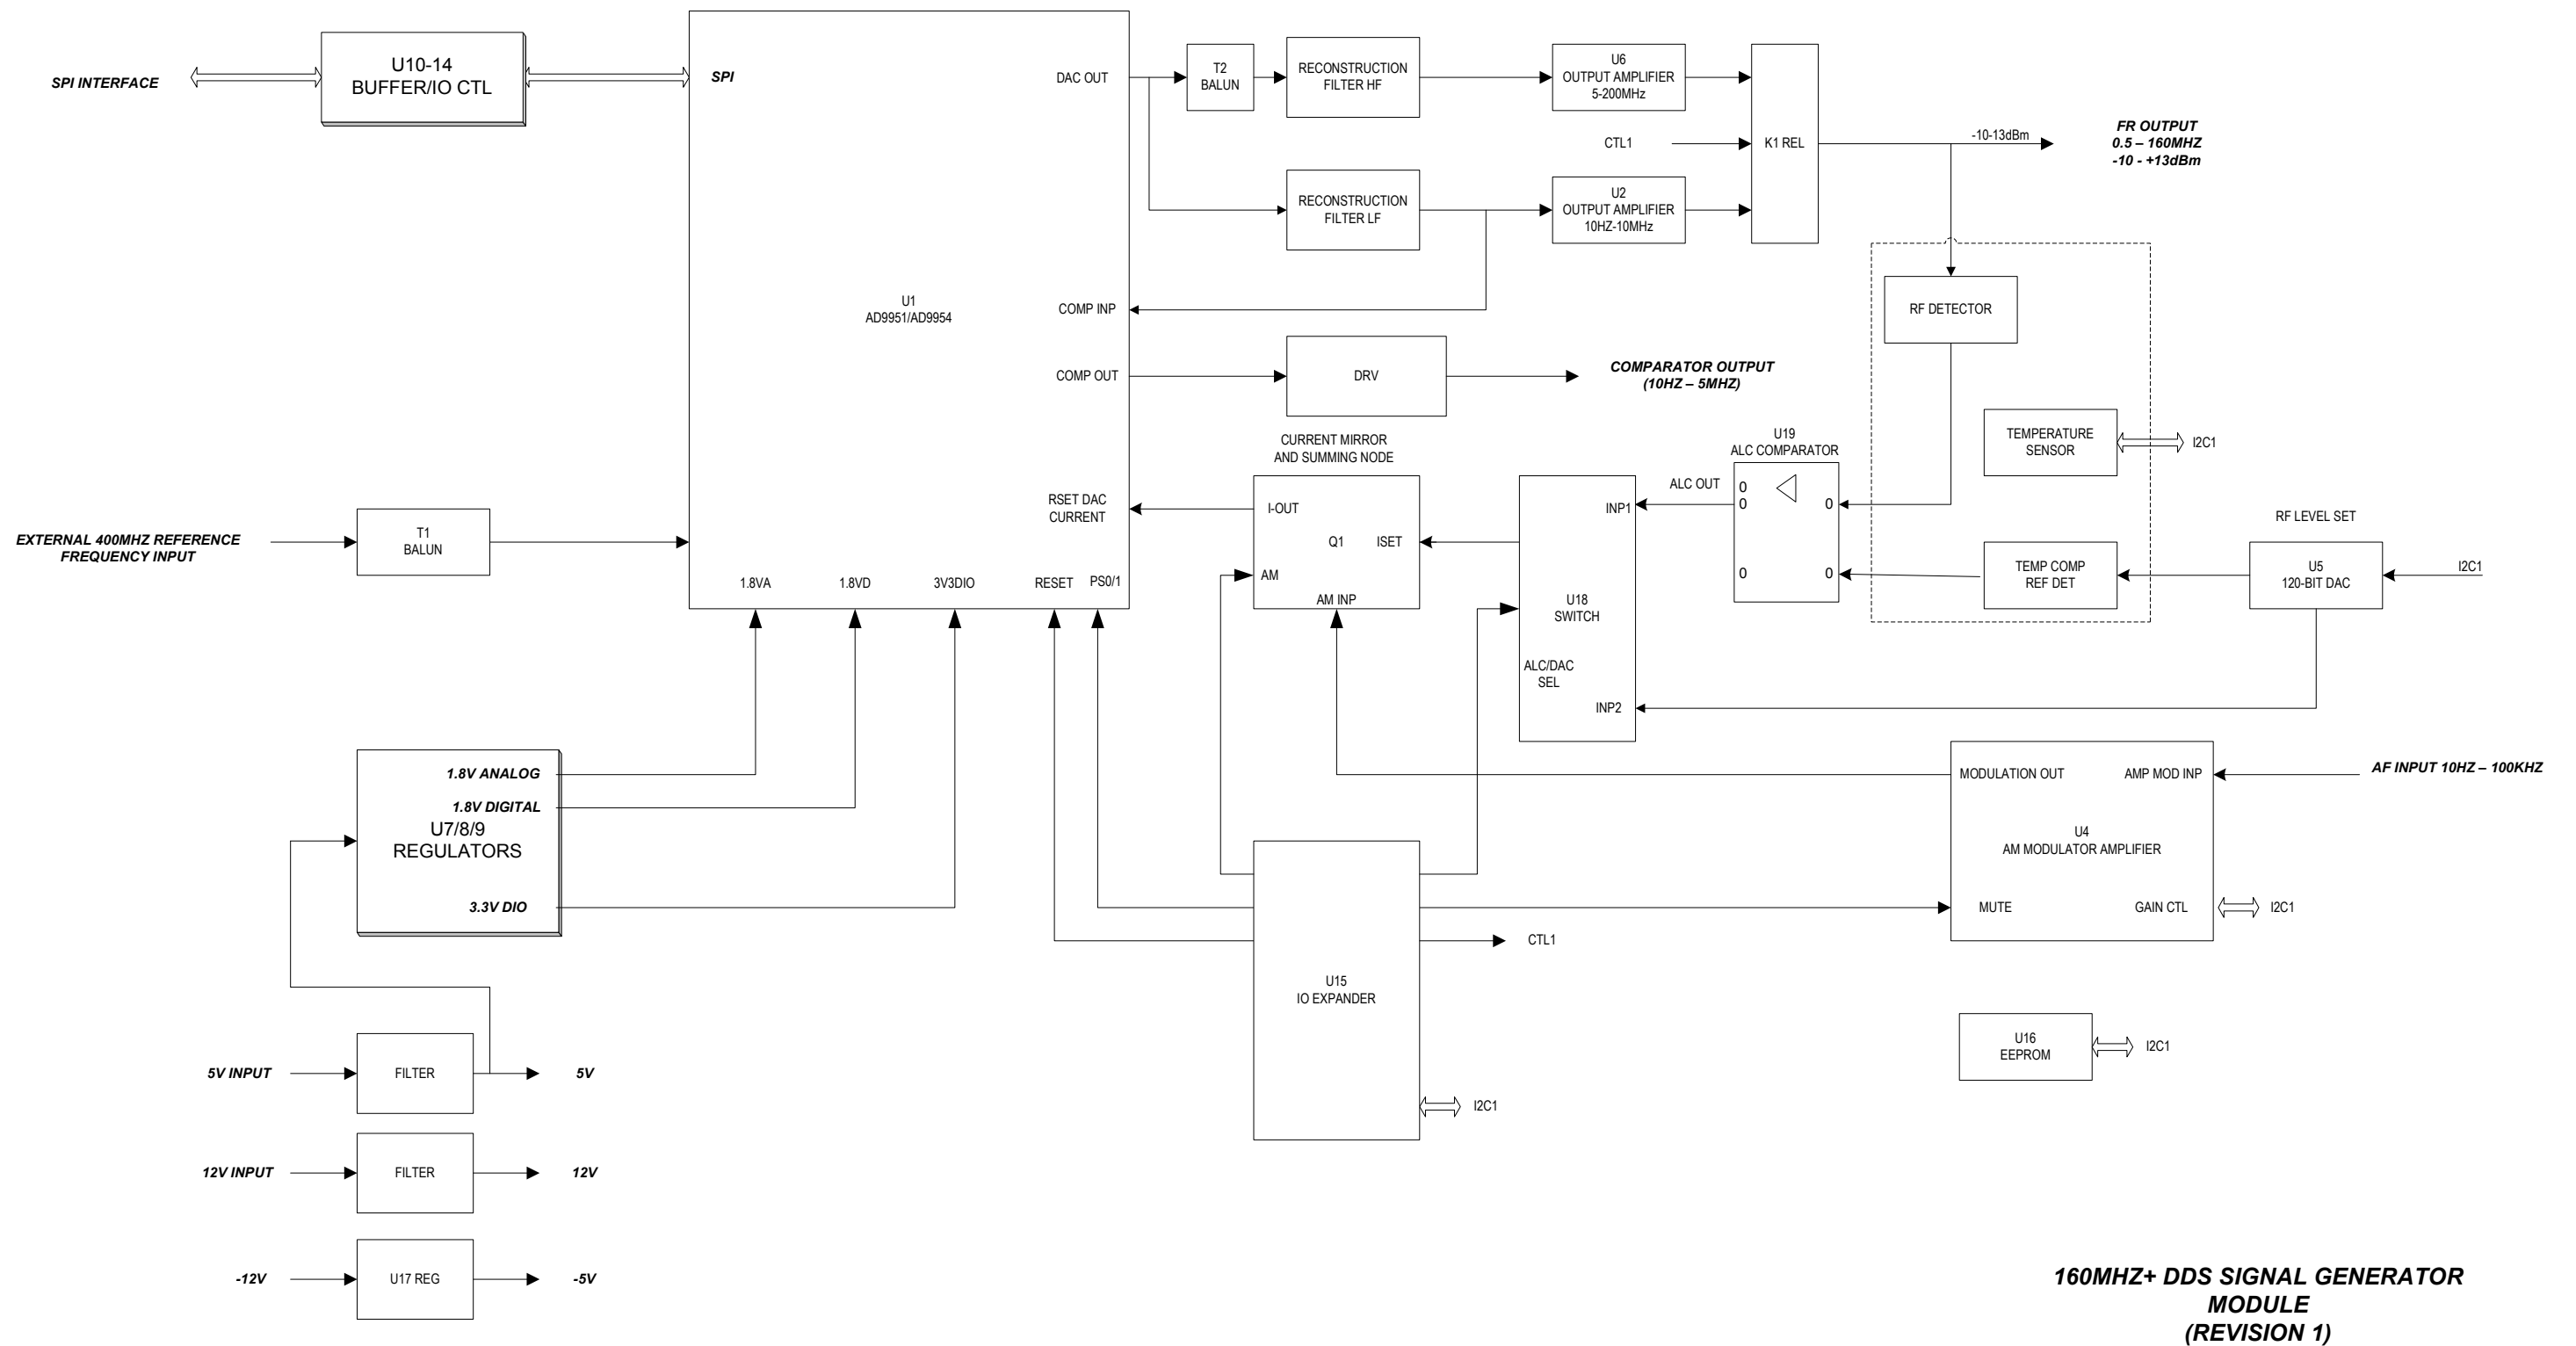 SPI INTERFACE
U10-14
BUFFER/IO CTL
SPI
DAC OUT
T2
BALUN
RECONSTRUCTION
FILTER HF
U6
OUTPUT AMPLIFIER
5-200MHz
CTL1
K1 REL
-10-13dBm
FR OUTPUT
0.5 – 160MHZ
-10 - +13dBm
RECONSTRUCTION
FILTER LF
U2
OUTPUT AMPLIFIER
10HZ-10MHz
U1
AD9951/AD9954
COMP INP
RF DETECTOR
COMP OUT
DRV
COMPARATOR OUTPUT
(10HZ – 5MHZ)
TEMPERATURE
SENSOR
I2C1
CURRENT MIRROR
AND SUMMING NODE
U19
ALC COMPARATOR
RSET DAC
CURRENT
I-OUT
Q1
ISET
AM
AM INP
INP1
ALC OUT
0
0
0
0
0
U18
SWITCH
ALC/DAC
SEL
INP2
TEMP COMP
REF DET
RF LEVEL SET
U5
120-BIT DAC
I2C1
EXTERNAL 400MHZ REFERENCE
FREQUENCY INPUT
T1
BALUN
1.8VA
1.8VD
3V3DIO
RESET
PS0/1
1.8V ANALOG
1.8V DIGITAL
U7/8/9
REGULATORS
3.3V DIO
MODULATION OUT
AMP MOD INP
AF INPUT 10HZ – 100KHZ
U4
AM MODULATOR AMPLIFIER
MUTE
GAIN CTL
I2C1
CTL1
U15
IO EXPANDER
I2C1
U16
EEPROM
I2C1
5V INPUT
FILTER
5V
12V INPUT
FILTER
12V
-12V
U17 REG
-5V
160MHZ+ DDS SIGNAL GENERATOR
MODULE
(REVISION 1)